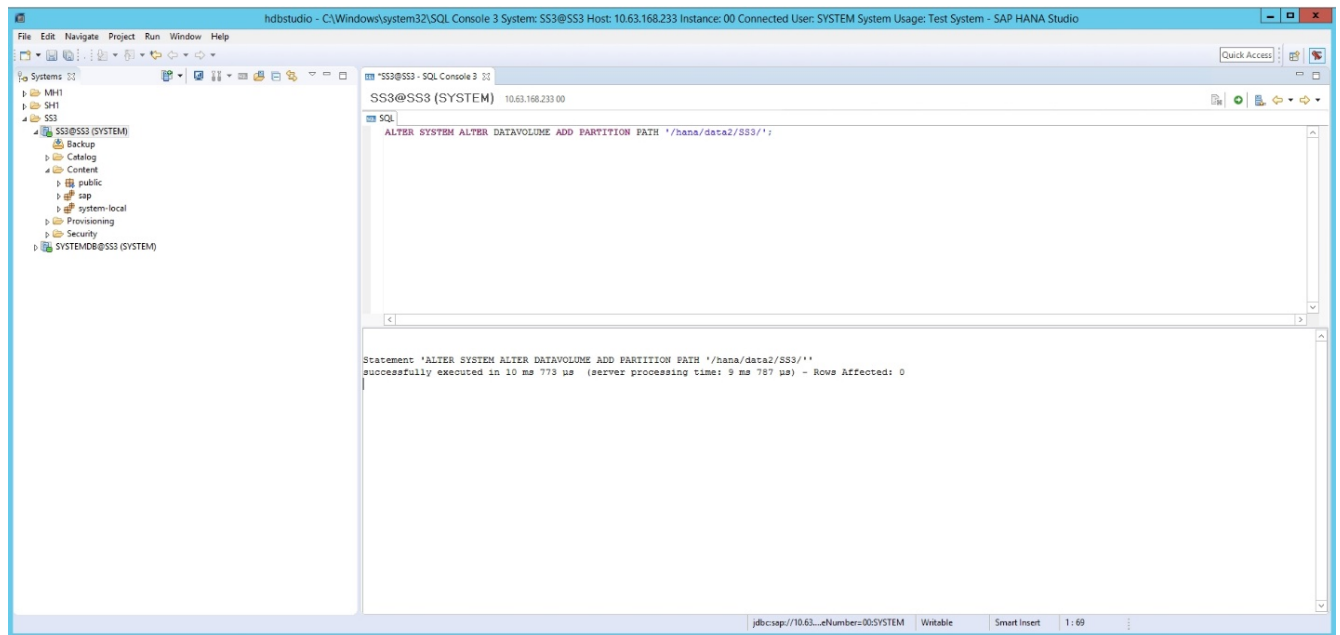 hdbstudio - C:\Windows\system32\SQL Console 3 System: SS3@SS3 Host: 10.63.168.233 Instance: 00 Connected User: SYSTEM System Usage: Test System - SAP HANA Studio
File Edit Navigate Project Run Window Help
Quick Access
Systems
MH1
SH1
SS3
SS3@SS3 (SYSTEM)
Backup
Catalog
Content
public
sap
system-local
Provisioning
Security
SYSTEMDB@SS3 (SYSTEM)
*SS3@SS3 - SQL Console 3
SS3@SS3 (SYSTEM) 10.63.168.233 00
SQL
ALTER SYSTEM ALTER DATAVOLUME ADD PARTITION PATH '/hana/data2/SS3/';
Statement 'ALTER SYSTEM ALTER DATAVOLUME ADD PARTITION PATH '/hana/data2/SS3/''
successfully executed in 10 ms 773 µs (server processing time: 9 ms 787 µs) - Rows Affected: 0
jdbc:sap://10.63....eNumber=00:SYSTEM Writable Smart Insert 1 : 69